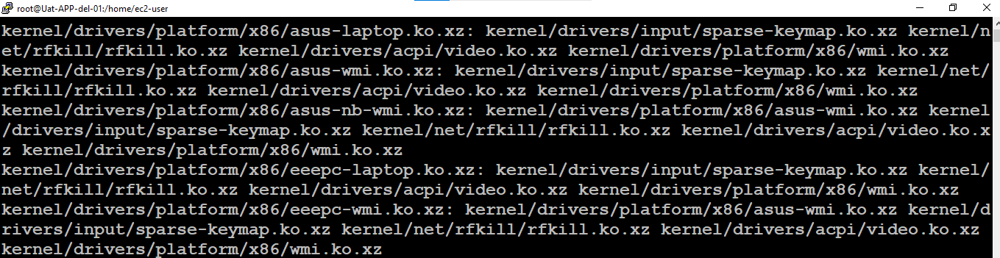 root@Uat-APP-del-01:/home/ec2-user
kernel/drivers/platform/x86/asus-laptop.ko.xz: kernel/drivers/input/sparse-keymap.ko.xz kernel/n
et/rfkill/rfkill.ko.xz kernel/drivers/acpi/video.ko.xz kernel/drivers/platform/x86/wmi.ko.xz
kernel/drivers/platform/x86/asus-wmi.ko.xz: kernel/drivers/input/sparse-keymap.ko.xz kernel/net/
rfkill/rfkill.ko.xz kernel/drivers/acpi/video.ko.xz kernel/drivers/platform/x86/wmi.ko.xz
kernel/drivers/platform/x86/asus-nb-wmi.ko.xz: kernel/drivers/platform/x86/asus-wmi.ko.xz kernel
/drivers/input/sparse-keymap.ko.xz kernel/net/rfkill/rfkill.ko.xz kernel/drivers/acpi/video.ko.x
z kernel/drivers/platform/x86/wmi.ko.xz
kernel/drivers/platform/x86/eeepc-laptop.ko.xz: kernel/drivers/input/sparse-keymap.ko.xz kernel/
net/rfkill/rfkill.ko.xz kernel/drivers/acpi/video.ko.xz kernel/drivers/platform/x86/wmi.ko.xz
kernel/drivers/platform/x86/eeepc-wmi.ko.xz: kernel/drivers/platform/x86/asus-wmi.ko.xz kernel/d
rivers/input/sparse-keymap.ko.xz kernel/net/rfkill/rfkill.ko.xz kernel/drivers/acpi/video.ko.xz
kernel/drivers/platform/x86/wmi.ko.xz